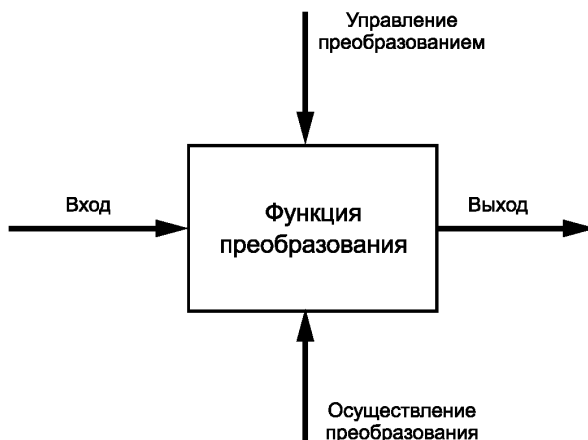 Управление
преобразованием
Вход
Функция
преобразования
Выход
Осуществление
преобразования